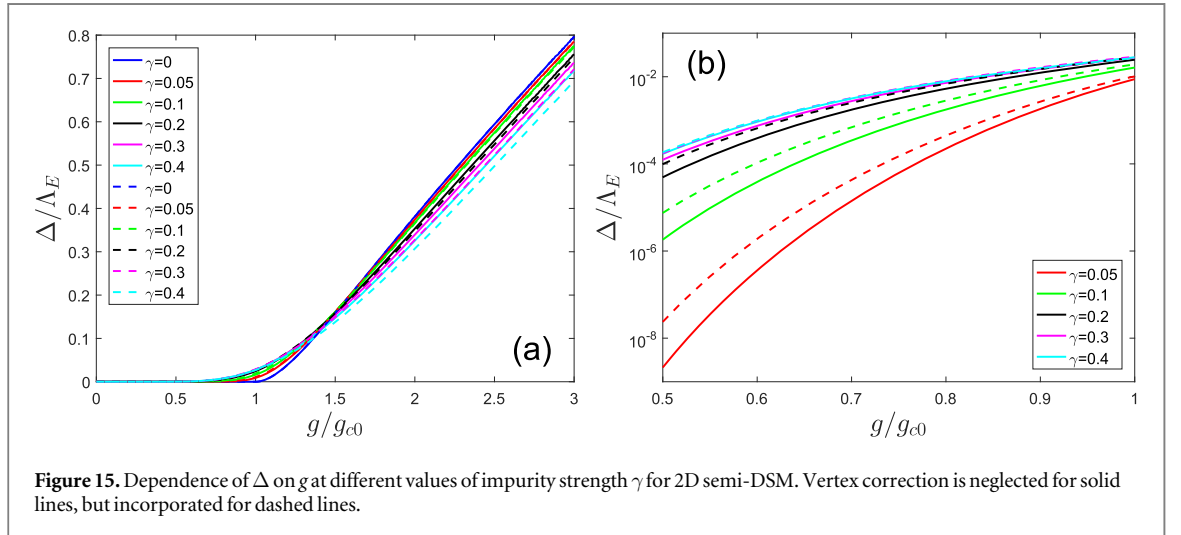 0.8
0.7
0.6
0.5
0.4
0.3
0.2
0.1
0
Δ/Λ_E
γ=0
γ=0.05
γ=0.1
γ=0.2
γ=0.3
γ=0.4
γ=0
γ=0.05
γ=0.1
γ=0.2
γ=0.3
γ=0.4
(a)
0 0.5 1 1.5 2 2.5 3
g/g_{c0}
(b)
10^{-2}
10^{-4}
10^{-6}
10^{-8}
Δ/Λ_E
γ=0.05
γ=0.1
γ=0.2
γ=0.3
γ=0.4
0.5 0.6 0.7 0.8 0.9 1
g/g_{c0}
Figure 15. Dependence of Δ on g at different values of impurity strength γ for 2D semi-DSM. Vertex correction is neglected for solid
lines, but incorporated for dashed lines.